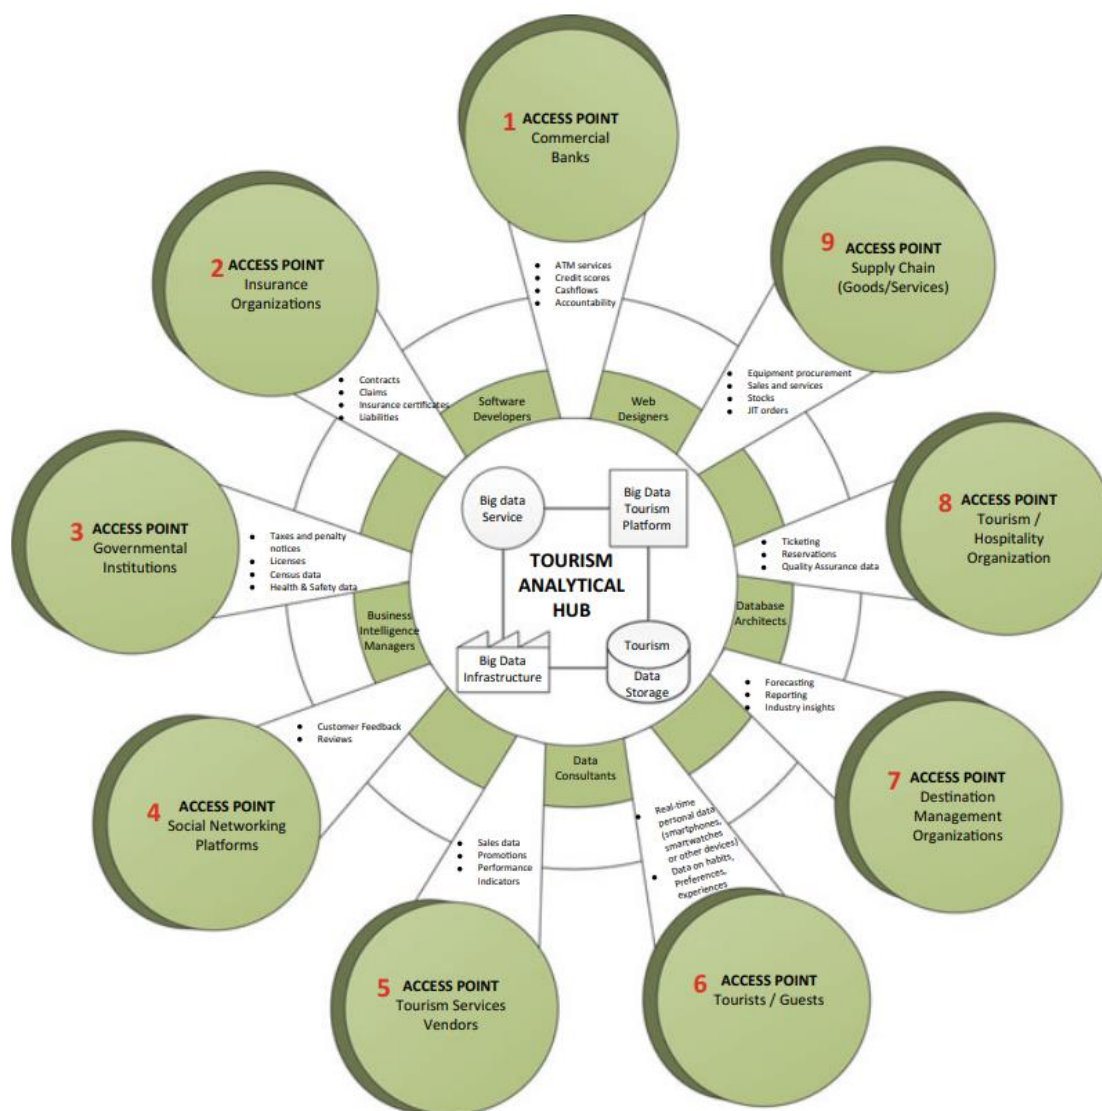 1 ACCESS POINT
Commercial
Banks
ATM services
Credit scores
Cashflows
Accountability
2 ACCESS POINT
Insurance
Organizations
Contracts
Claims
Insurance certificates
Liabilities
3 ACCESS POINT
Governmental
Institutions
Taxes and penalty
notices
Licenses
Census data
Health & Safety data
4 ACCESS POINT
Social Networking
Platforms
Customer Feedback
Reviews
5 ACCESS POINT
Tourism Services
Vendors
Sales data
Promotions
Performance
Indicators
6 ACCESS POINT
Tourists / Guests
Real-time
personal data
(smartphones,
smartwatches
or other devices)
Data on habits,
Preferences,
experiences
7 ACCESS POINT
Destination
Management
Organizations
Forecasting
Reporting
Industry insights
8 ACCESS POINT
Tourism /
Hospitality
Organization
Ticketing
Reservations
Quality Assurance data
9 ACCESS POINT
Supply Chain
(Goods/Services)
Equipment procurement
Sales and services
Stocks
JIT orders
Software
Developers
Web
Designers
Database
Architects
Data
Consultants
Business
Intelligence
Managers
Big data
Service
Big Data
Tourism
Platform
TOURISM
ANALYTICAL
HUB
Big Data
Infrastructure
Tourism
Data
Storage